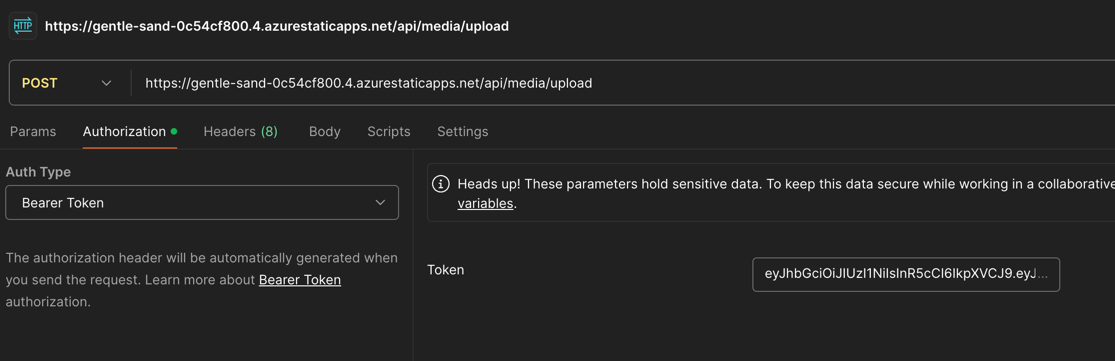 HTTP
https://gentle-sand-0c54cf800.4.azurestaticapps.net/api/media/upload
POST
https://gentle-sand-0c54cf800.4.azurestaticapps.net/api/media/upload
Params
Authorization
Headers (8)
Body
Scripts
Settings
Auth Type
Bearer Token
The authorization header will be automatically generated when
you send the request. Learn more about Bearer Token
authorization.
Heads up! These parameters hold sensitive data. To keep this data secure while working in a collaborative
variables.
Token
eyJhbGciOiJIUzI1NiIsInR5cCI6IkpXVCJ9.eyJ...